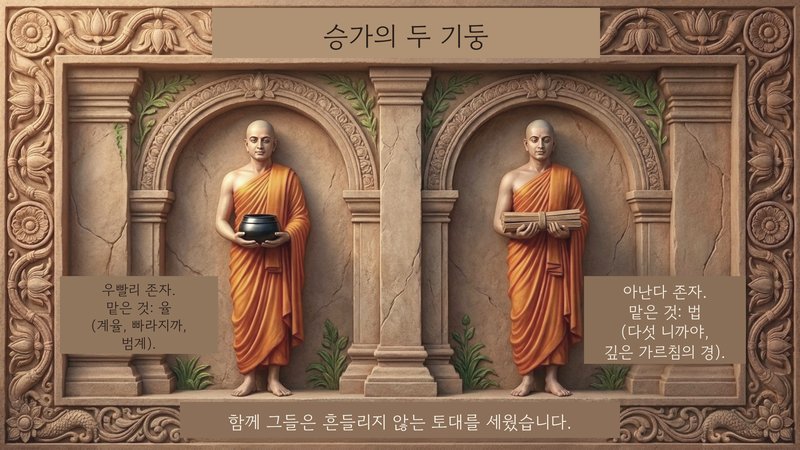 승가의 두 기둥
우빨리 존자.
맡은 것: 율
(계율, 빠라지까,
범계).
아난다 존자.
맡은 것: 법
(다섯 니까야,
깊은 가르침의 경).
함께 그들은 흔들리지 않는 토대를 세웠습니다.